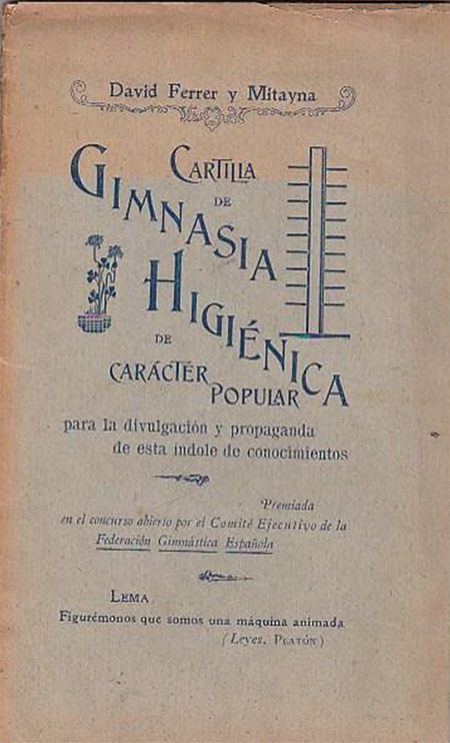 David Ferrer y Mitayna
CARTILLA
DE
GIMNASIA
HIGIÉNICA
DE
CARÁCTER
POPULAR
para la divulgación y propaganda
de esta índole de conocimientos
Premiada
en el concurso abierto por el Comité Ejecutivo de la
Federación Gimnástica Española
LEMA
Figurémonos que somos una máquina animada
(Leyes, PLATÓN)